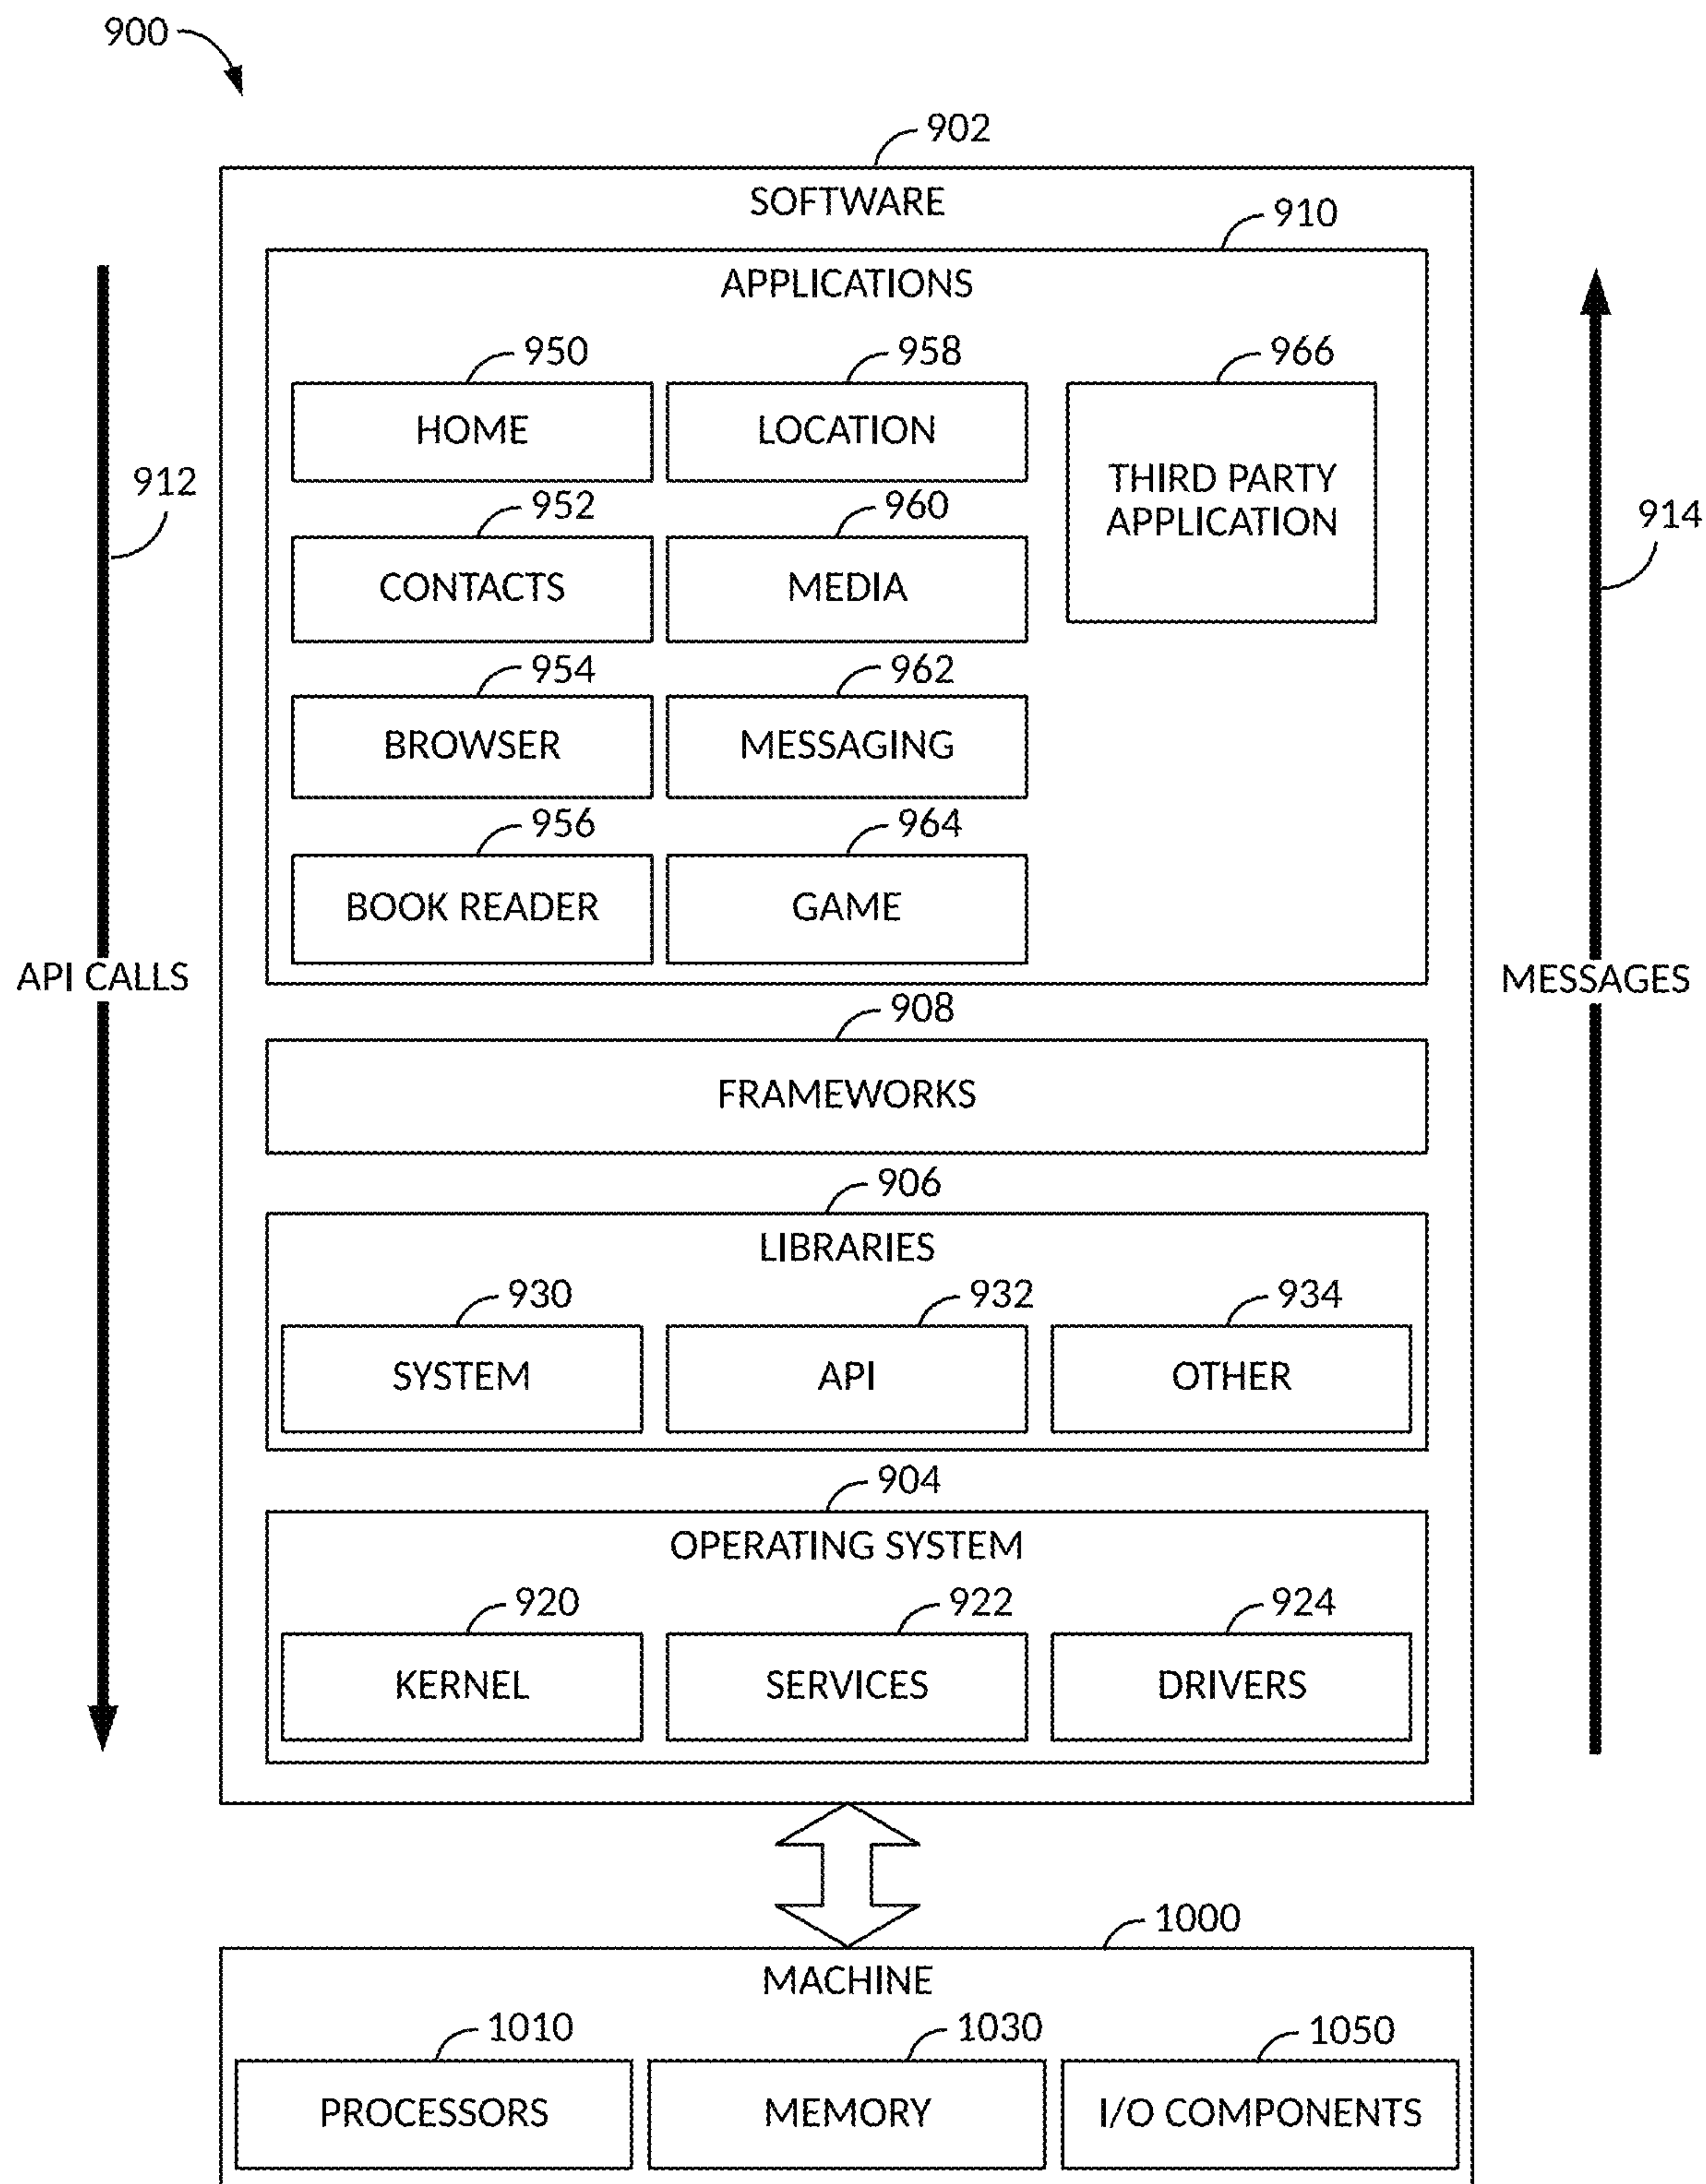 900
902
SOFTWARE
910
APPLICATIONS
950
958
966
HOME
LOCATION
THIRD PARTY
APPLICATION
912
952
960
914
CONTACTS
MEDIA
954
962
BROWSER
MESSAGING
956
964
BOOK READER
GAME
API CALLS
MESSAGES
908
FRAMEWORKS
906
LIBRARIES
930
932
934
SYSTEM
API
OTHER
904
OPERATING SYSTEM
920
922
924
KERNEL
SERVICES
DRIVERS
1000
MACHINE
1010
1030
1050
PROCESSORS
MEMORY
I/O COMPONENTS